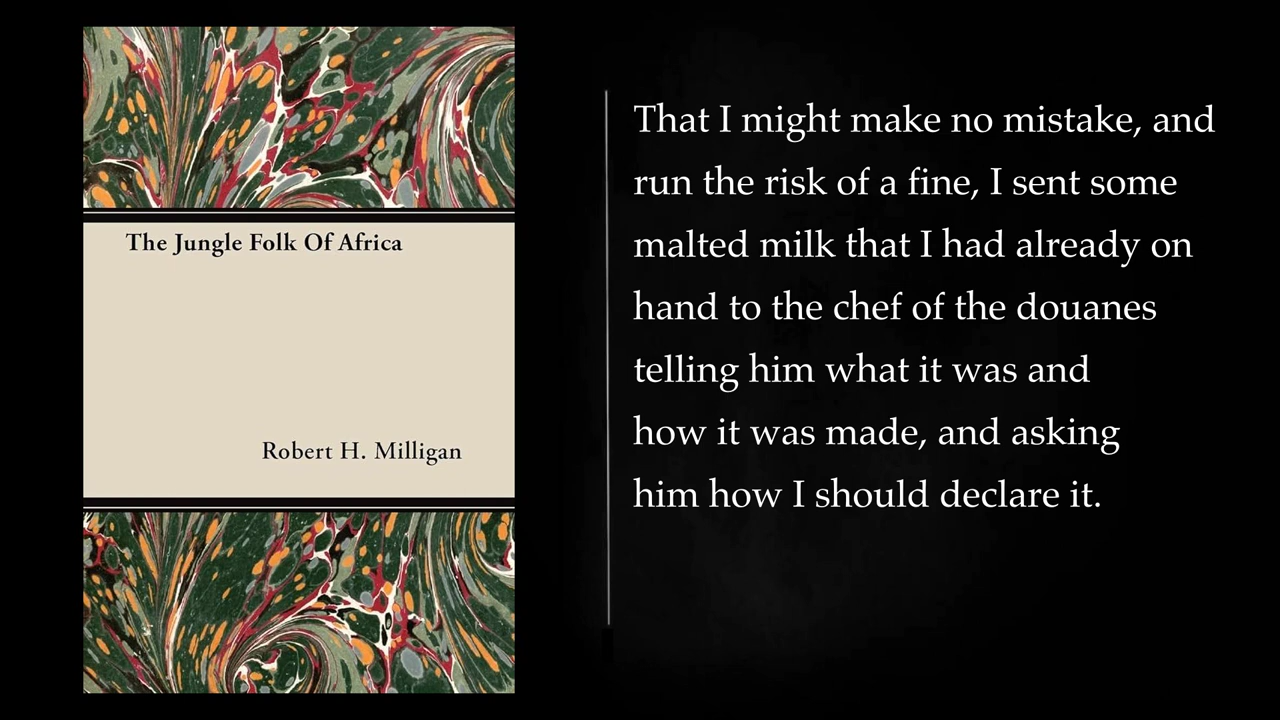 The Jungle Folk Of Africa
Robert H. Milligan
That I might make no mistake, and
run the risk of a fine, I sent some
malted milk that I had already on
hand to the chef of the douanes
telling him what it was and
how it was made, and asking
him how I should declare it.